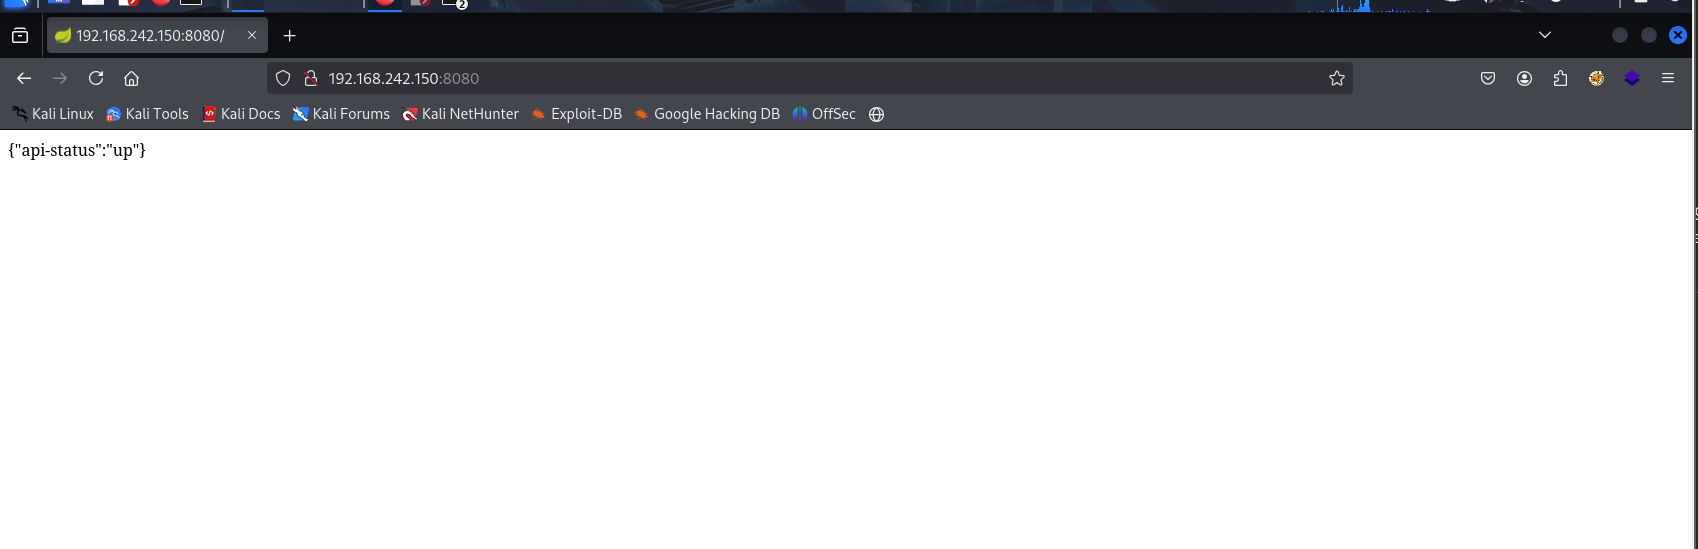 2
192.168.242.150:8080/
192.168.242.150:8080
Kali Linux Kali Tools Kali Docs Kali Forums Kali NetHunter Exploit-DB Google Hacking DB OffSec
{"api-status":"up"}